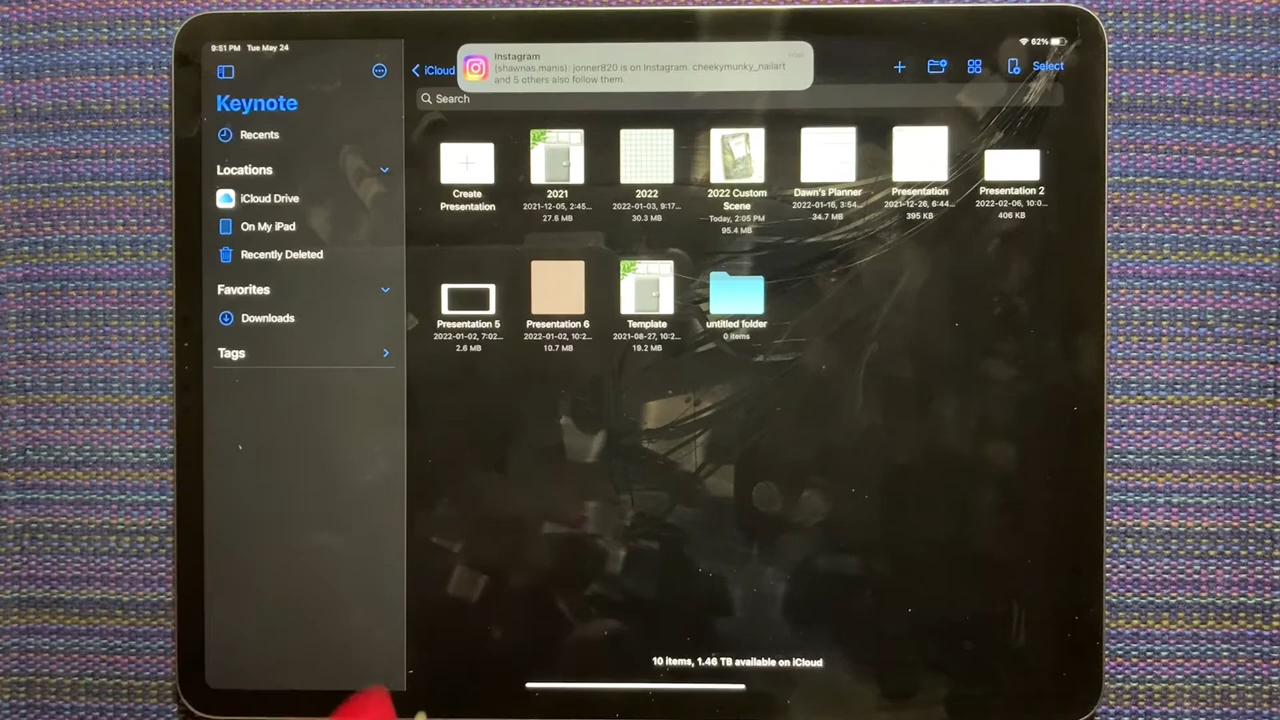 9:51 PM Tue May 24
62%
Keynote
Recents
Locations
iCloud Drive
On My iPad
Recently Deleted
Favorites
Downloads
Tags
iCloud
Instagram
(shawnas.manis): jonner820 is on Instagram. cheekymunky_nailart
and 5 others also follow them.
Select
Search
Create
Presentation
2021
2021-12-05, 2:45...
27.6 MB
2022
2022-01-03, 9:17...
30.3 MB
2022 Custom
Scene
Today, 2:05 PM
95.4 MB
Dawn's Planner
2022-01-16, 3:54...
34.7 MB
Presentation
2021-12-26, 6:44...
395 KB
Presentation 2
2022-02-06, 10:0...
406 KB
Presentation 5
2022-01-02, 7:02...
2.6 MB
Presentation 6
2022-01-02, 10:2...
10.7 MB
Template
2021-08-27, 10:2...
19.2 MB
untitled folder
0 items
10 items, 1.46 TB available on iCloud